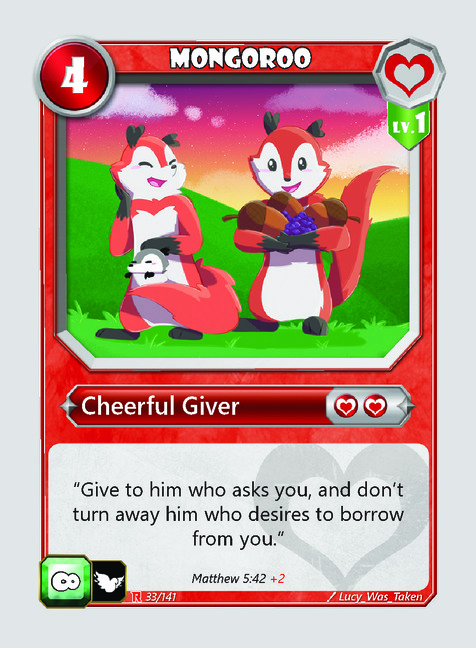 MONGOROO
4
LV.1
Cheerful Giver
“Give to him who asks you, and don’t
turn away him who desires to borrow
from you.”
Matthew 5:42 +2
R 33/141
Lucy_Was_Taken